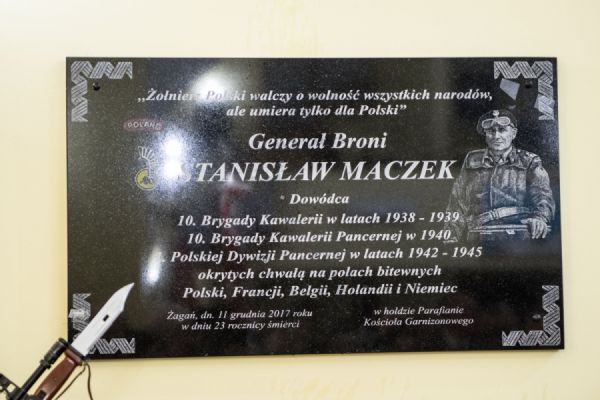 ,,Żołnierz Polski walczy o wolność wszystkich narodów,
ale umiera tylko dla Polski”
POLAND
Generał Broni
STANISŁAW MACZEK
Dowódca
10. Brygady Kawalerii w latach 1938 - 1939
10. Brygady Kawalerii Pancernej w 1940
Polskiej Dywizji Pancernej w latach 1942 - 1945
okrytych chwałą na polach bitewnych
Polski, Francji, Belgii, Holandii i Niemiec
Żagań, dn. 11 grudnia 2017 roku
w dniu 23 rocznicy śmierci
w hołdzie Parafianie
Kościoła Garnizonowego